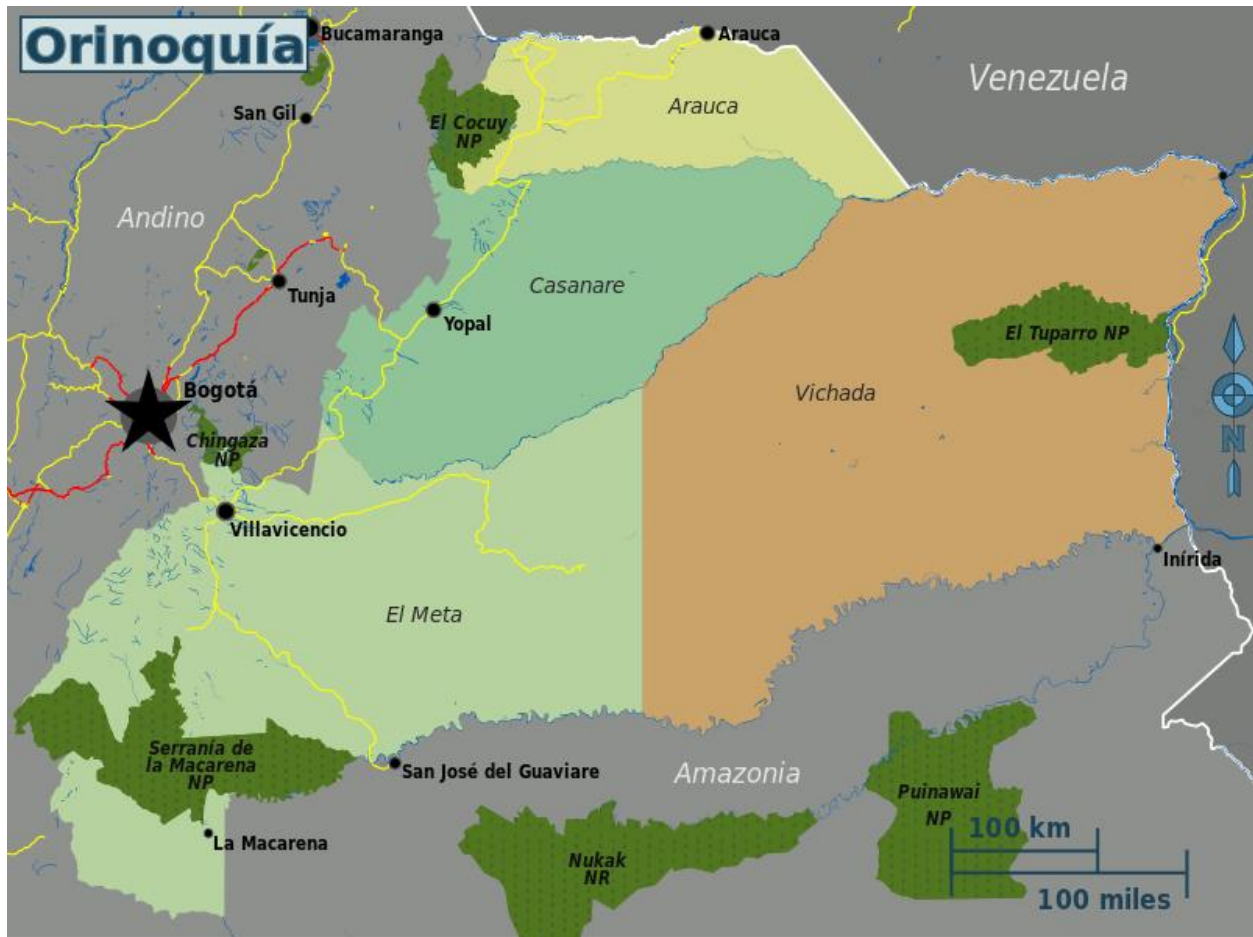 Orinoquía
Bucamaranga
Arauca
Venezuela
San Gil
Arauca
El Cocuy
NP
Andino
Casanare
Tunja
Yopal
El Tuparro NP
Bogotá
Vichada
Chingaza
NP
N
Villavicencio
Inírida
El Meta
Serranía de
la Macarena
NP
San José del Guaviare
Amazonia
Puinawai
NP
100 km
La Macarena
Nukak
NR
100 miles